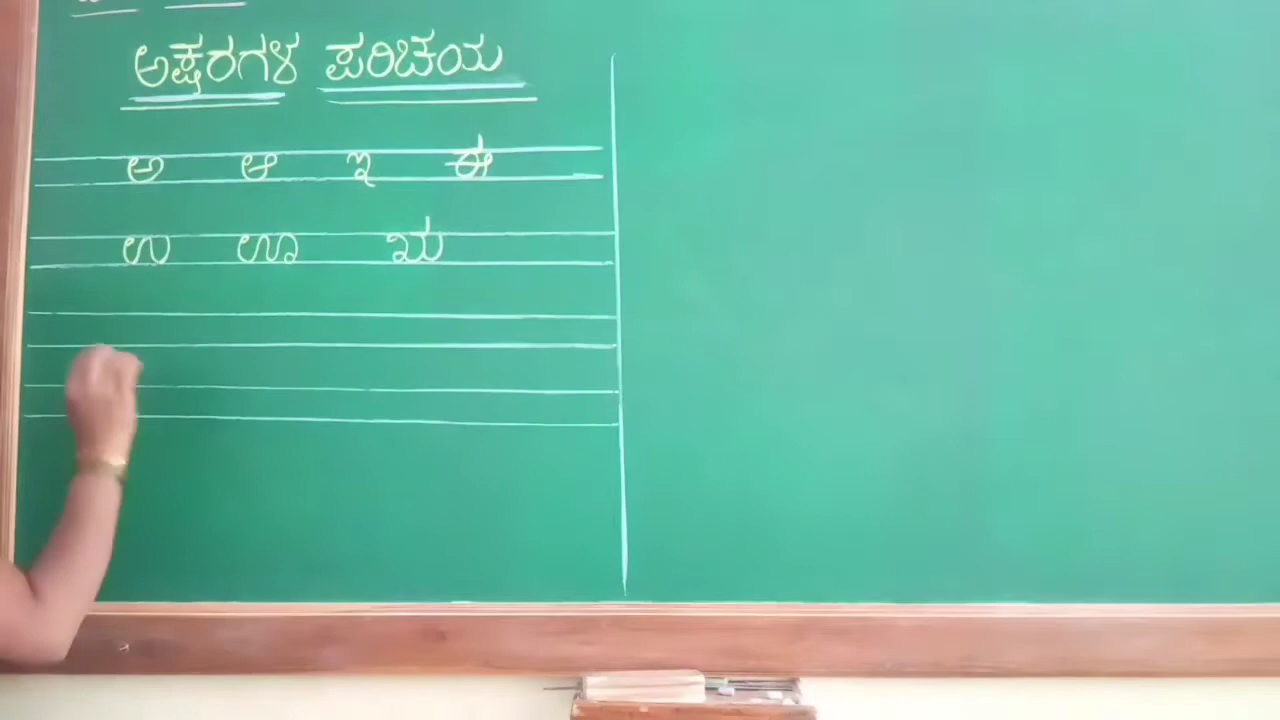 ಅಕ್ಷರಗಳ ಪರಿಚಯ
ಅ ಆ ಇ ಈ
ಉ ಊ ಋ